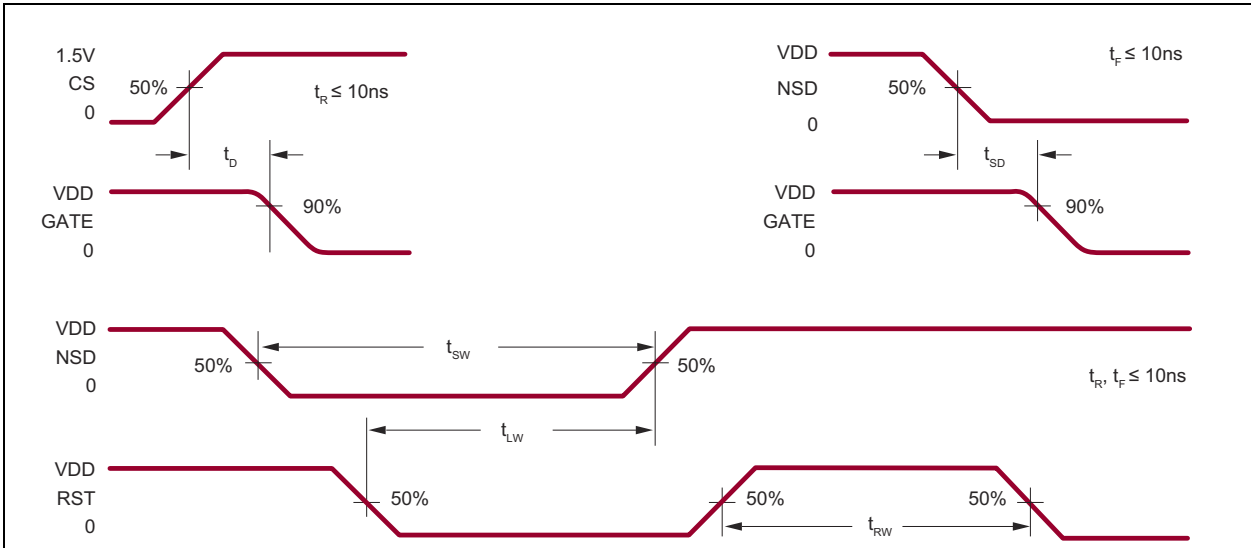 1.5V
CS
0
50%
t_R ≤ 10ns
t_D
VDD
GATE
0
90%
VDD
NSD
0
50%
t_F ≤ 10ns
t_SD
VDD
GATE
0
90%
VDD
NSD
0
50%
t_SW
50%
t_R, t_F ≤ 10ns
t_LW
VDD
RST
0
50%
50%
50%
t_RW